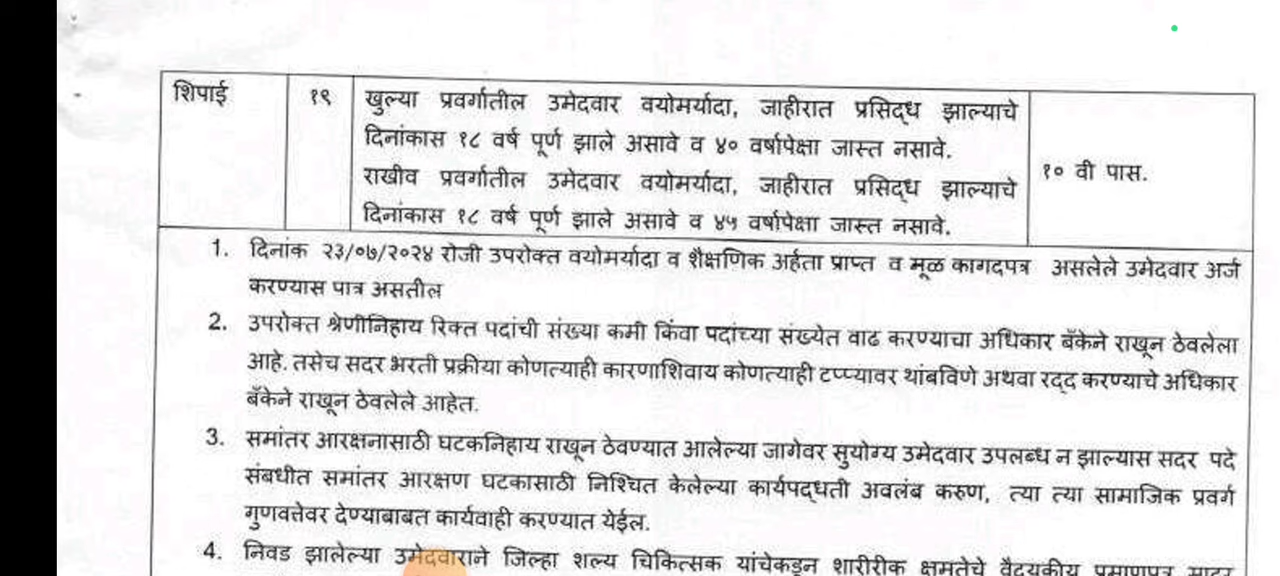 शिपाई
१९
खुल्या प्रवर्गातील उमेदवार वयोमर्यादा, जाहीरात प्रसिद्ध झाल्याचे
दिनांकास १८ वर्ष पूर्ण झाले असावे व ४० वर्षापेक्षा जास्त नसावे.
राखीव प्रवर्गातील उमेदवार वयोमर्यादा, जाहीरात प्रसिद्ध झाल्याचे
दिनांकास १८ वर्ष पूर्ण झाले असावे व ४५ वर्षापेक्षा जास्त नसावे.
१० वी पास.
1. दिनांक २३/०७/२०२४ रोजी उपरोक्त वयोमर्यादा व शैक्षणिक अर्हता प्राप्त व मूळ कागदपत्र असलेले उमेदवार अर्ज
करण्यास पात्र असतील
2. उपरोक्त श्रेणीनिहाय रिक्त पदांची संख्या कमी किंवा पदांच्या संख्येत वाढ करण्याचा अधिकार बँकेने राखून ठेवलेला
आहे. तसेच सदर भरती प्रक्रीया कोणत्याही कारणाशिवाय कोणत्याही टप्प्यावर थांबविणे अथवा रद्द करण्याचे अधिकार
बँकेने राखून ठेवलेले आहेत.
3. समांतर आरक्षनासाठी घटकनिहाय राखून ठेवण्यात आलेल्या जागेवर सुयोग्य उमेदवार उपलब्ध न झाल्यास सदर पदे
संबधीत समांतर आरक्षण घटकासाठी निश्चित केलेल्या कार्यपद्धती अवलंब करुण, त्या त्या सामाजिक प्रवर्ग
गुणवत्तेवर देण्याबाबत कार्यवाही करण्यात येईल.
4. निवड झालेल्या उमेदवाराने जिल्हा शल्य चिकित्सक यांचेकडून शारीरीक क्षमतेचे वैद्यकीय प्रमाणपत्र सादर